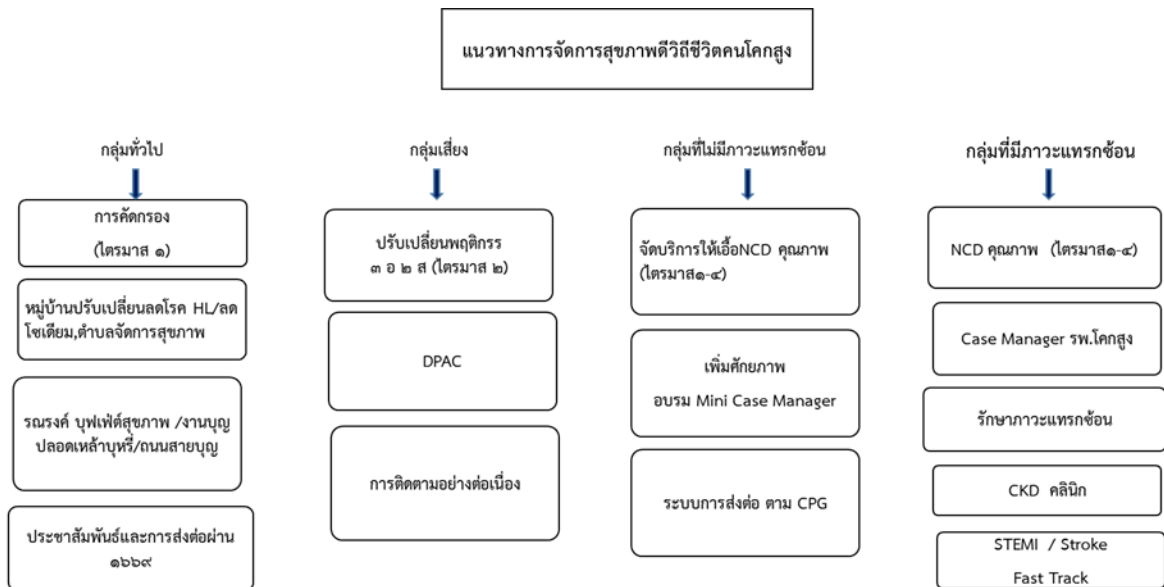 แนวทางการจัดการสุขภาพดีวิถีชีวิตคนโคกสูง
กลุ่มทั่วไป
การคัดกรอง
(ไตรมาส ๑)
หมู่บ้านปรับเปลี่ยนลดโรค HL/ลด
โซเดียม,ตำบลจัดการสุขภาพ
รณรงค์ บุฟเฟ่ต์สุขภาพ /งานบุญ
ปลอดเหล้าบุหรี่/ถนนสายบุญ
ประชาสัมพันธ์และการส่งต่อผ่าน
๑๖๖๙
กลุ่มเสี่ยง
ปรับเปลี่ยนพฤติกรร
๓ อ ๒ ส (ไตรมาส ๒)
DPAC
การติดตามอย่างต่อเนื่อง
กลุ่มที่ไม่มีภาวะแทรกซ้อน
จัดบริการให้เอื้อNCD คุณภาพ
(ไตรมาส๑-๔)
เพิ่มศักยภาพ
อบรม Mini Case Manager
ระบบการส่งต่อ ตาม CPG
กลุ่มที่มีภาวะแทรกซ้อน
NCD คุณภาพ (ไตรมาส๑-๔)
Case Manager รพ.โคกสูง
รักษาภาวะแทรกซ้อน
CKD คลินิก
STEMI / Stroke
Fast Track